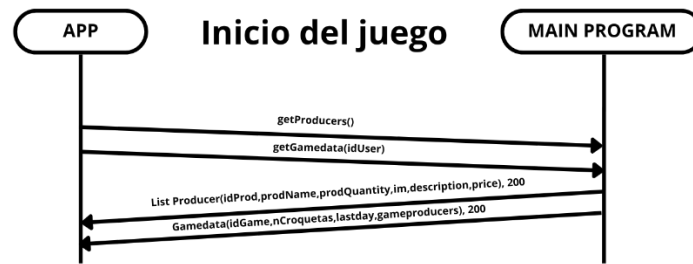 APP
Inicio del juego
MAIN PROGRAM
getProducers()
getGamedata(idUser)
List Producer(idProd,prodName,prodQuantity,im,description,price), 200
Gamedata(idGame,nCroquetas,lastday,gameproducers), 200